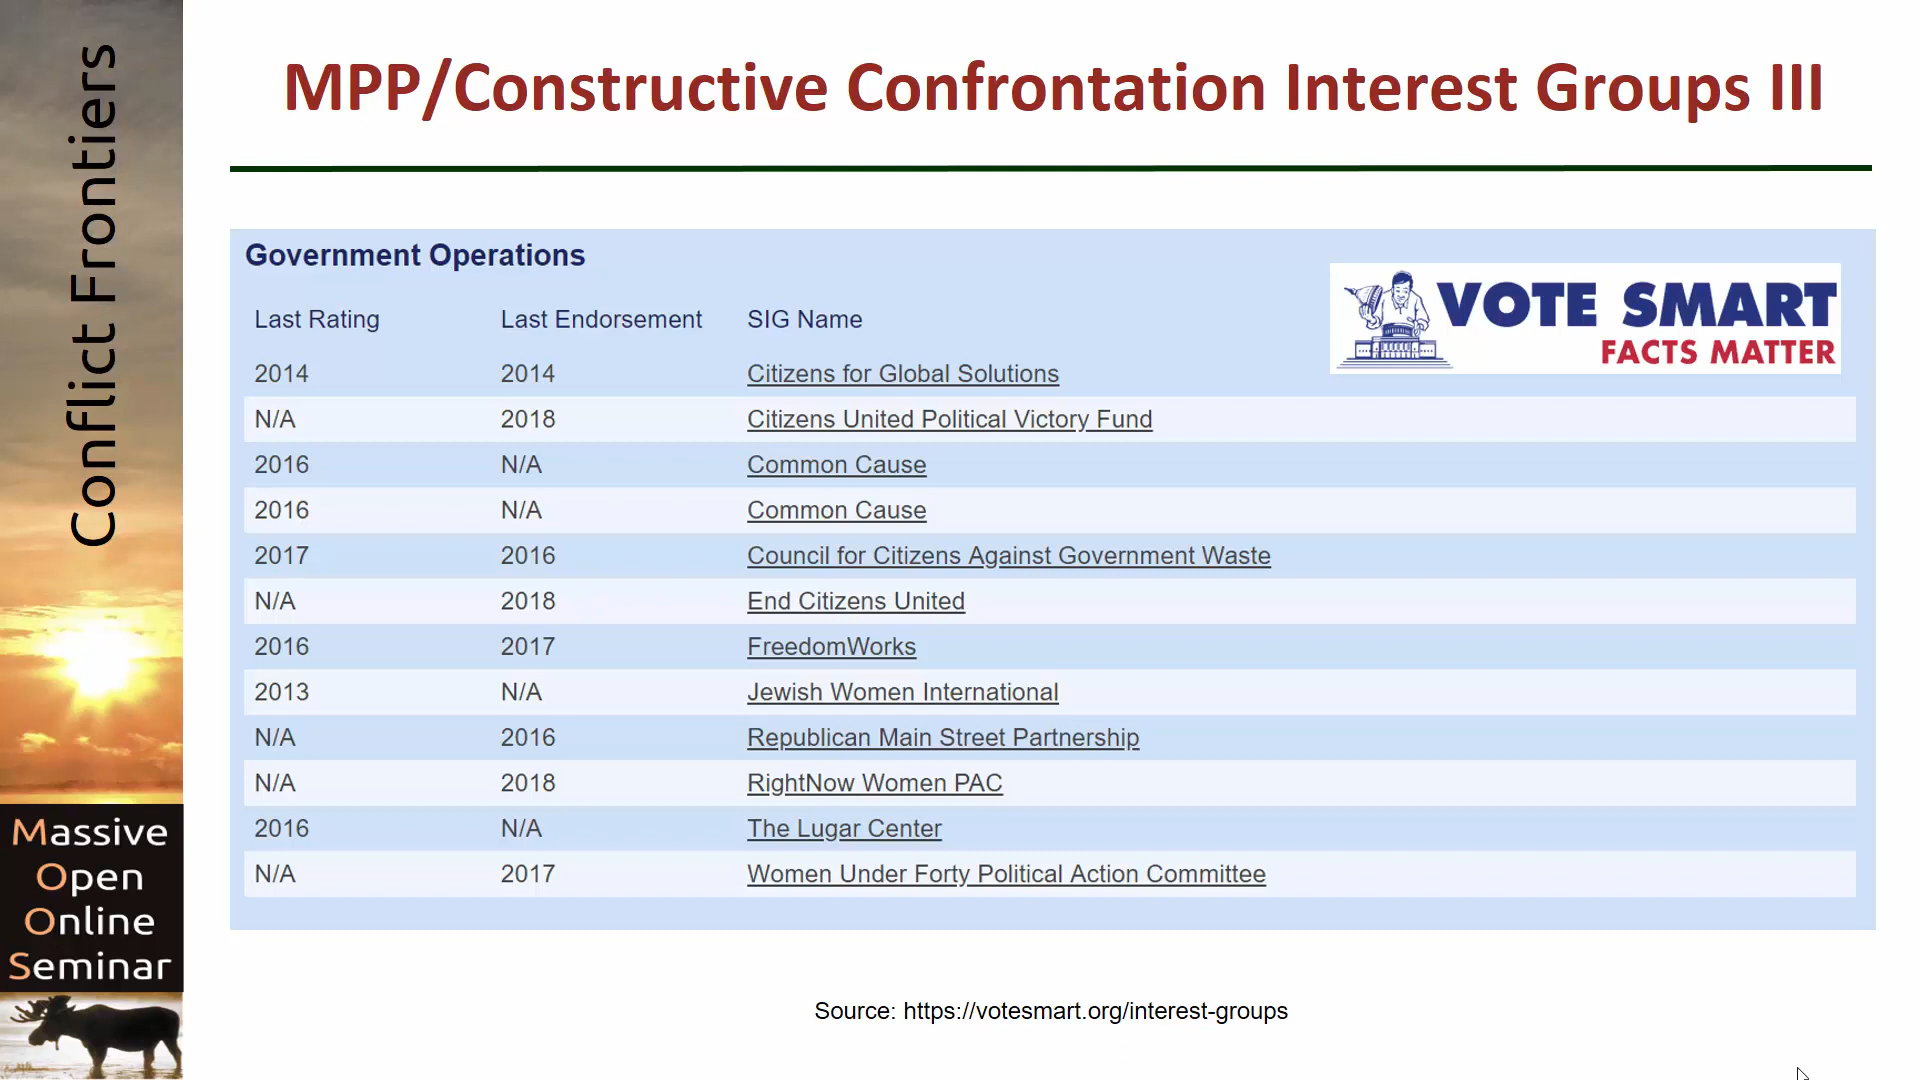 Conflict Frontiers
Massive
Open
Online
Seminar
MPP/Constructive Confrontation Interest Groups III
Government Operations
VOTE SMART
FACTS MATTER
Last Rating Last Endorsement SIG Name
2014 2014 Citizens for Global Solutions
N/A 2018 Citizens United Political Victory Fund
2016 N/A Common Cause
2016 N/A Common Cause
2017 2016 Council for Citizens Against Government Waste
N/A 2018 End Citizens United
2016 2017 FreedomWorks
2013 N/A Jewish Women International
N/A 2016 Republican Main Street Partnership
N/A 2018 RightNow Women PAC
2016 N/A The Lugar Center
N/A 2017 Women Under Forty Political Action Committee
Source: https://votesmart.org/interest-groups